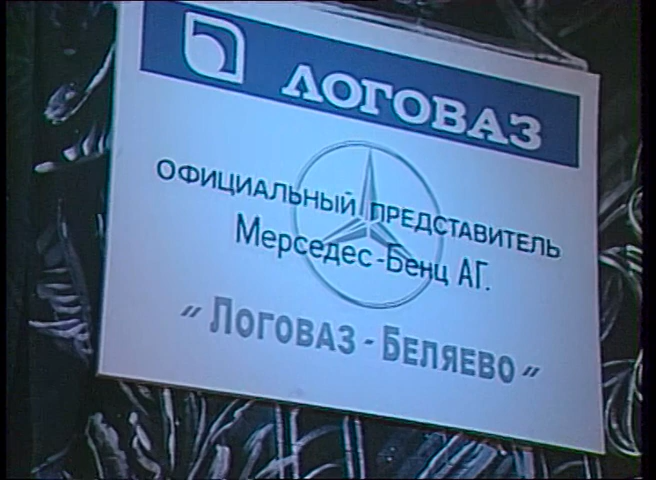 ЛОГОВАЗ
ОФИЦИАЛЬНЫЙ ПРЕДСТАВИТЕЛЬ
Мерседес-Бенц АГ.
"ЛОГОВАЗ - БЕЛЯЕВО"